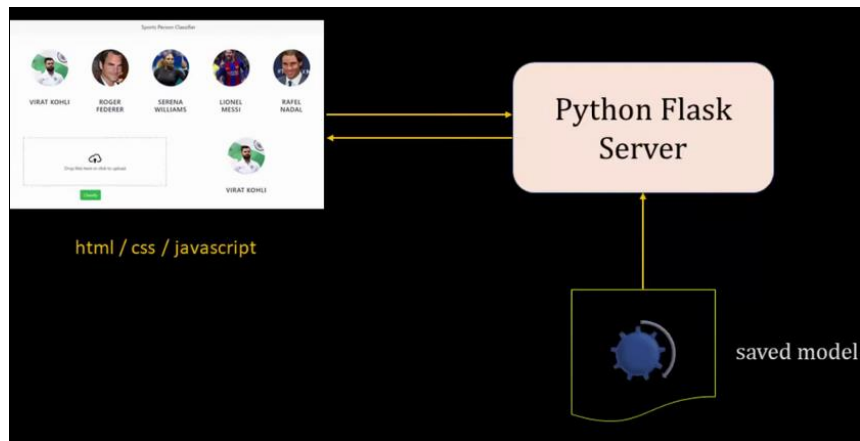 Sports Person Classifier
VIRAT KOHLI
ROGER
FEDERER
SERENA
WILLIAMS
LIONEL
MESSI
RAFEL
NADAL
Drop files here or click to upload
VIRAT KOHLI
Classify
html / css / javascript
Python Flask
Server
saved model